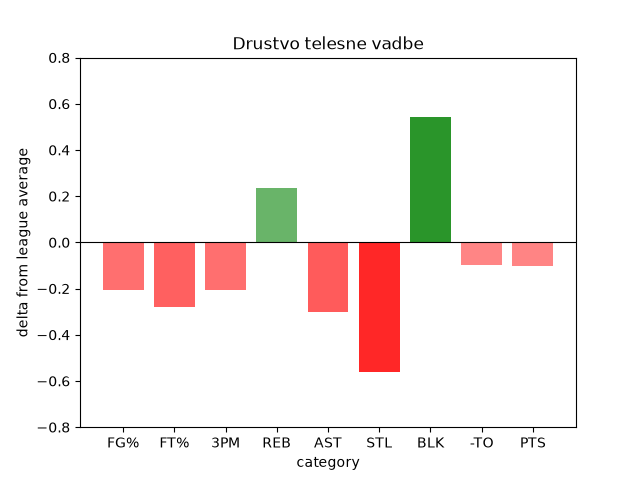 Drustvo telesne vadbe
delta from league average
0.8
0.6
0.4
0.2
0.0
−0.2
−0.4
−0.6
−0.8
FG% FT% 3PM REB AST STL BLK -TO PTS
category